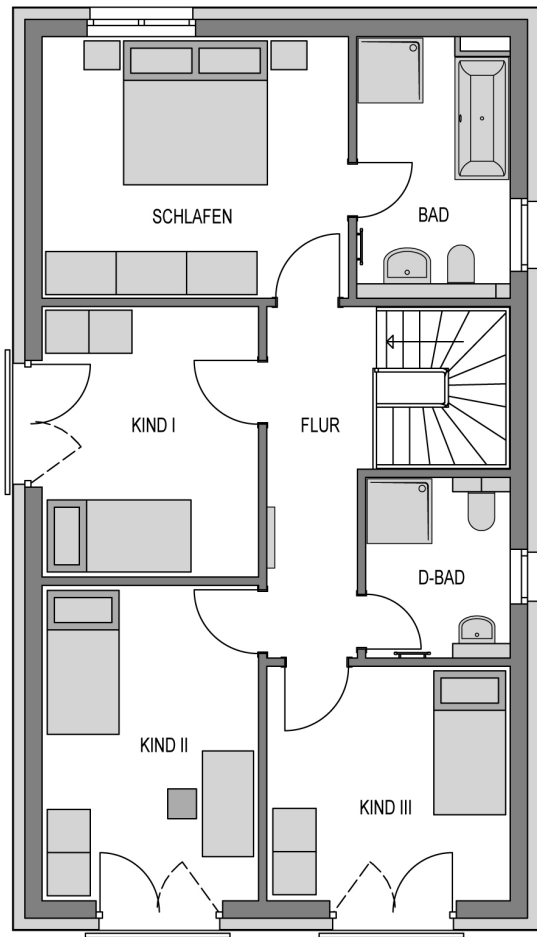 SCHLAFEN
BAD
KIND I
FLUR
D-BAD
KIND II
KIND III